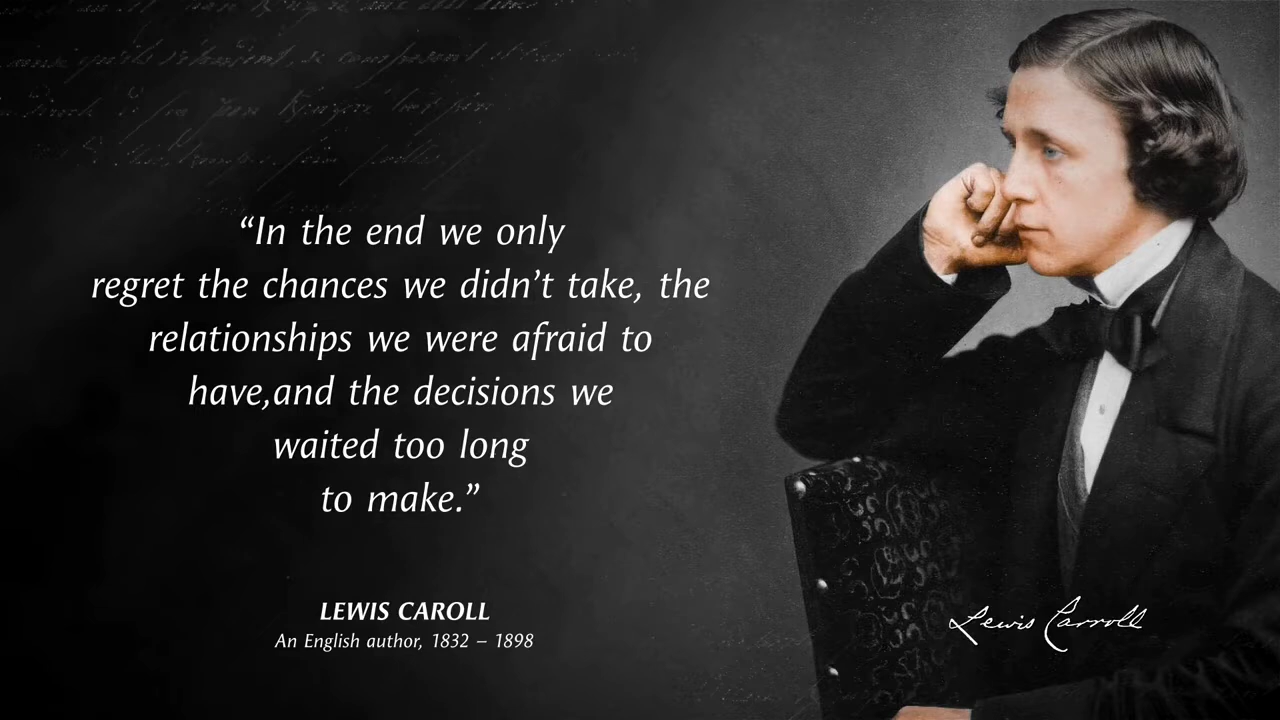 “In the end we only
regret the chances we didn’t take, the
relationships we were afraid to
have,and the decisions we
waited too long
to make.”
LEWIS CAROLL
An English author, 1832 – 1898
Lewis Carroll